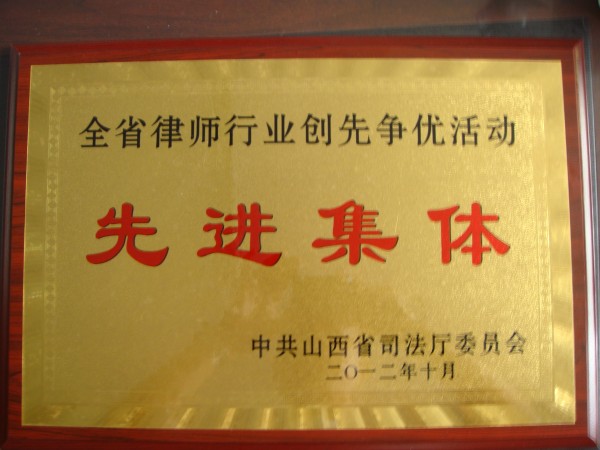 全省律师行业创先争优活动
先进集体
中共山西省司法厅委员会
二〇一二年十月